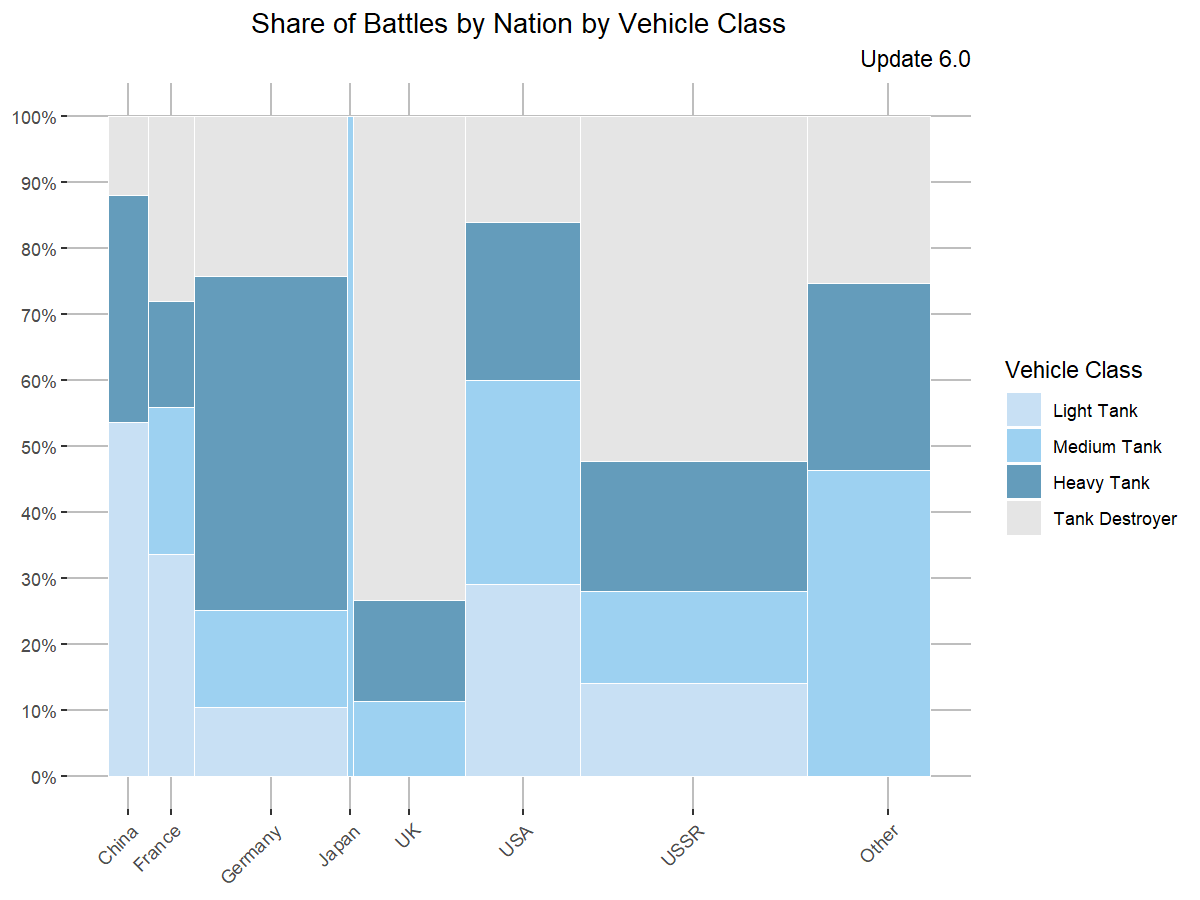 Share of Battles by Nation by Vehicle Class
Update 6.0
100%
90%
80%
70%
60%
50%
40%
30%
20%
10%
0%
China
France
Germany
Japan
UK
USA
USSR
Other
Vehicle Class
Light Tank
Medium Tank
Heavy Tank
Tank Destroyer